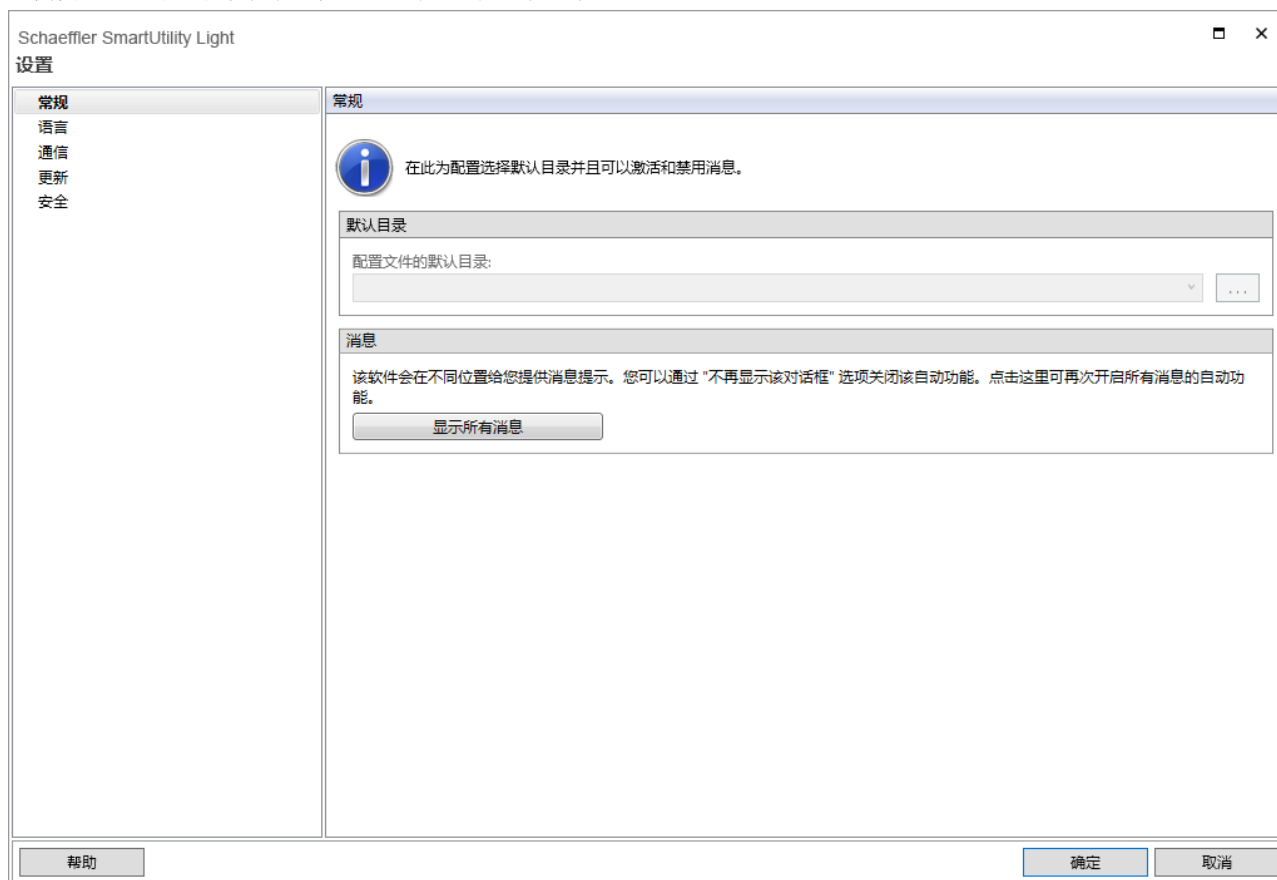 Schaeffler SmartUtility Light
设置
常规
语言
通信
更新
安全
常规
在此为配置选择默认目录并且可以激活和禁用消息。
默认目录
配置文件的默认目录:
...
消息
该软件会在不同位置给您提供消息提示。您可以通过 "不再显示该对话框" 选项关闭该自动功能。点击这里可再次开启所有消息的自动功
能。
显示所有消息
帮助
确定
取消